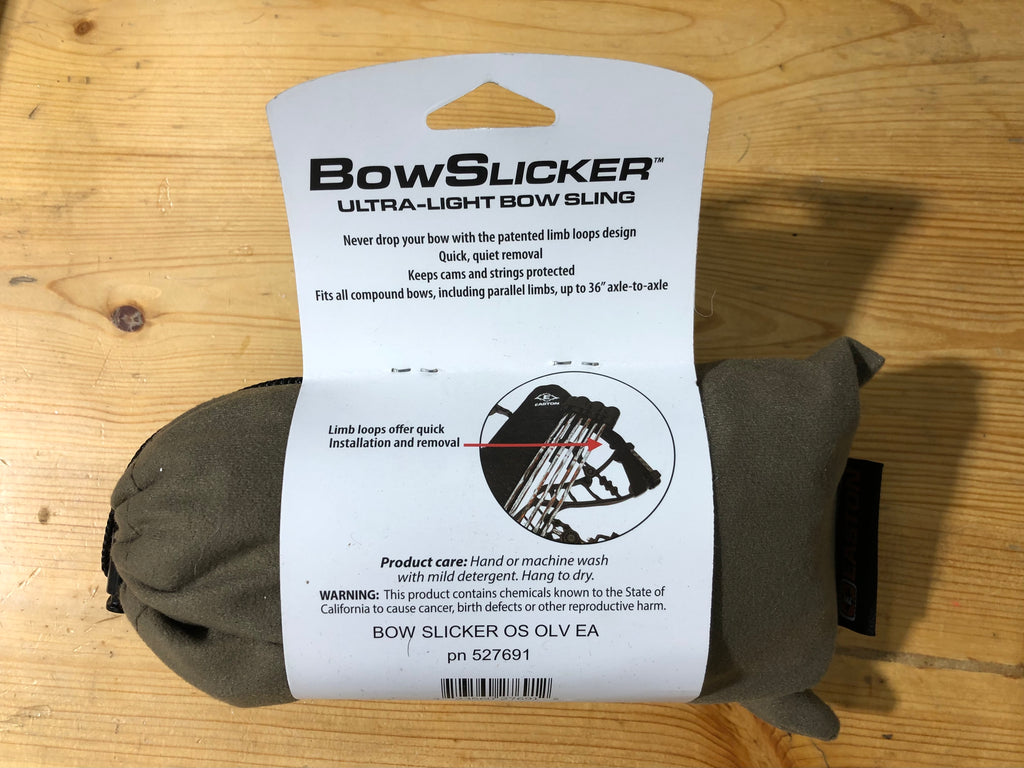 BOWSLICKER™
ULTRA-LIGHT BOW SLING
Never drop your bow with the patented limb loops design
Quick, quiet removal
Keeps cams and strings protected
Fits all compound bows, including parallel limbs, up to 36" axle-to-axle
E
EASTON
Limb loops offer quick
Installation and removal
Product care: Hand or machine wash
with mild detergent. Hang to dry.
WARNING: This product contains chemicals known to the State of
California to cause cancer, birth defects or other reproductive harm.
BOW SLICKER OS OLV EA
pn 527691
EASTON